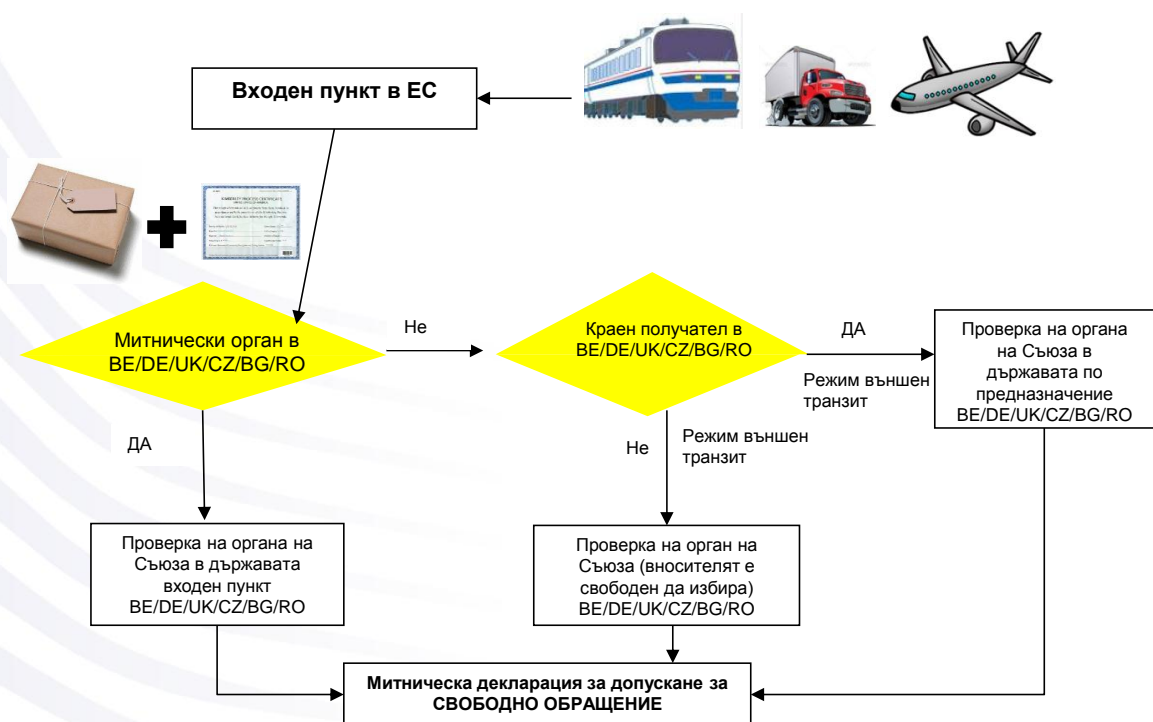 Входен пункт в ЕС
Митнически орган в
BE/DE/UK/CZ/BG/RO
Не
Краен получател в
BE/DE/UK/CZ/BG/RO
ДА
Режим външен
транзит
Проверка на органа
на Съюза в
държавата по
предназначение
BE/DE/UK/CZ/BG/RO
ДА
Не
Режим външен
транзит
Проверка на органа на
Съюза в държавата
входен пункт
BE/DE/UK/CZ/BG/RO
Проверка на орган на
Съюза (вносителят е
свободен да избира)
BE/DE/UK/CZ/BG/RO
Митническа декларация за допускане за
СВОБОДНО ОБРАЩЕНИЕ